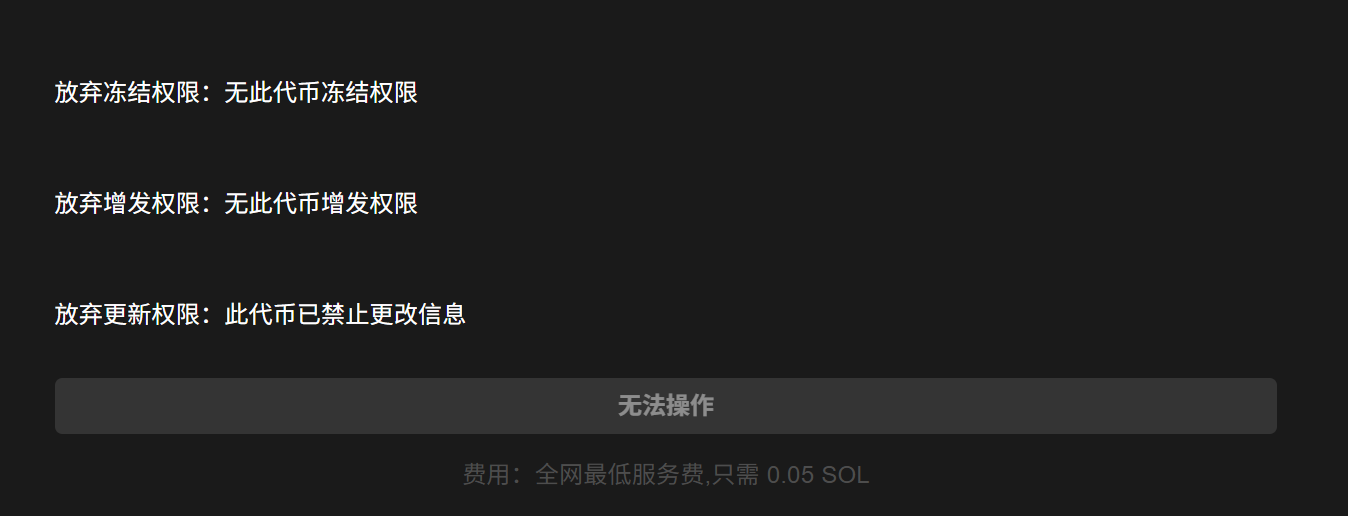 放弃冻结权限：无此代币冻结权限
放弃增发权限：无此代币增发权限
放弃更新权限：此代币已禁止更改信息
无法操作
费用：全网最低服务费,只需 0.05 SOL